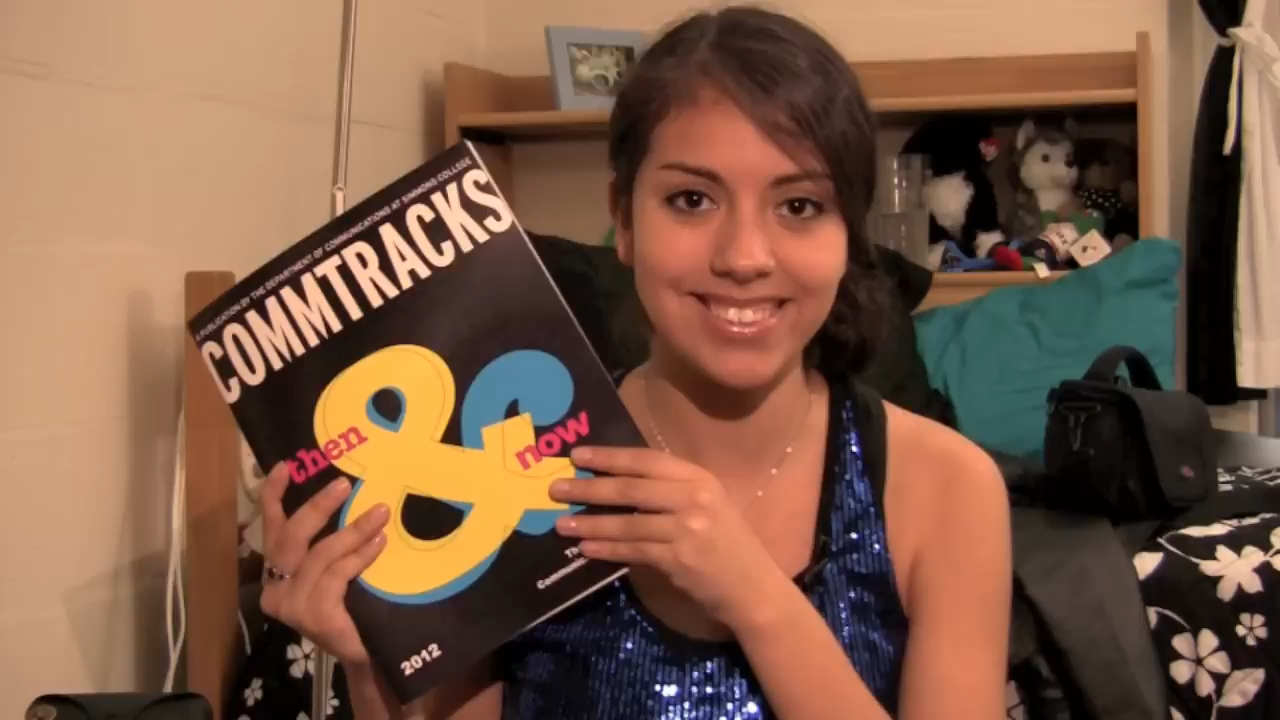 A PUBLICATION BY THE DEPARTMENT OF COMMUNICATIONS AT SIMMONS COLLEGE
COMMTRACKS
then
&
now
2012